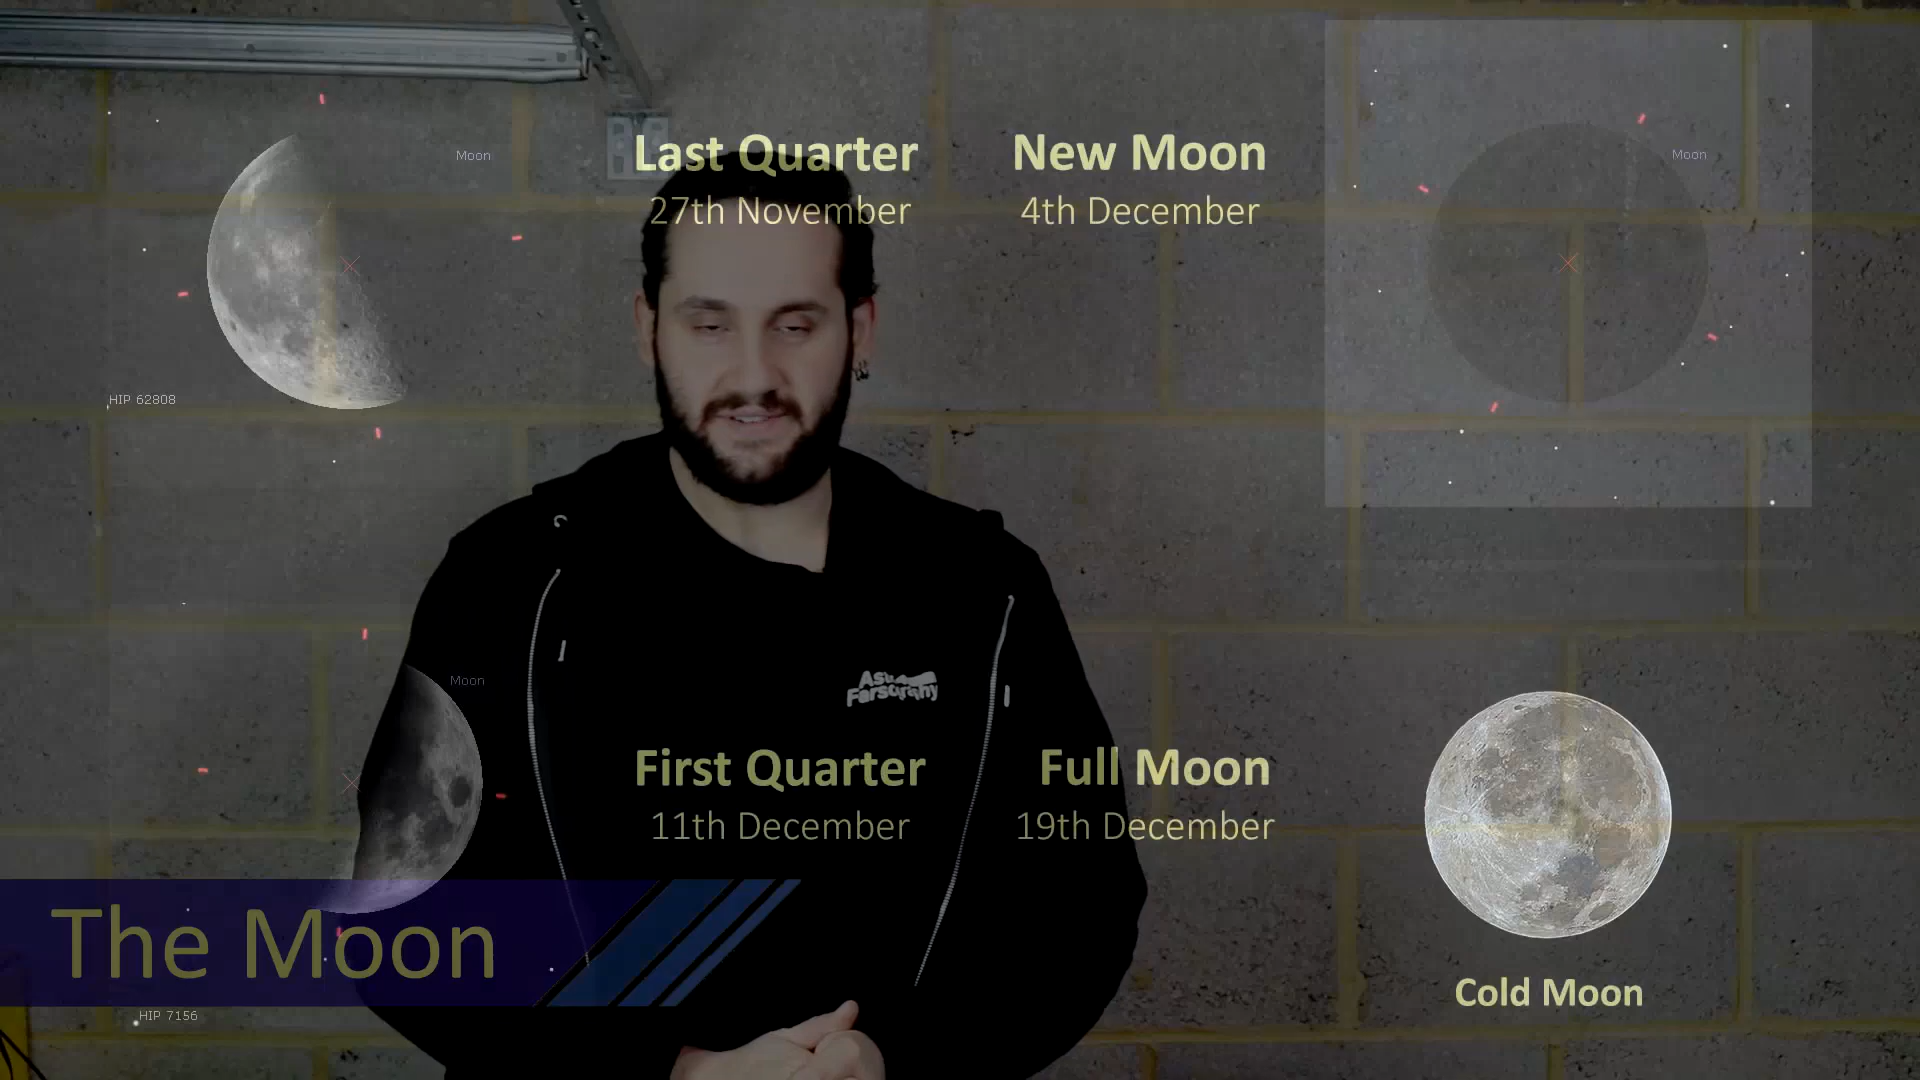 Moon
Last Quarter
27th November
New Moon
4th December
Moon
HIP 62808
Moon
First Quarter
11th December
Full Moon
19th December
The Moon
Cold Moon
HIP 7156